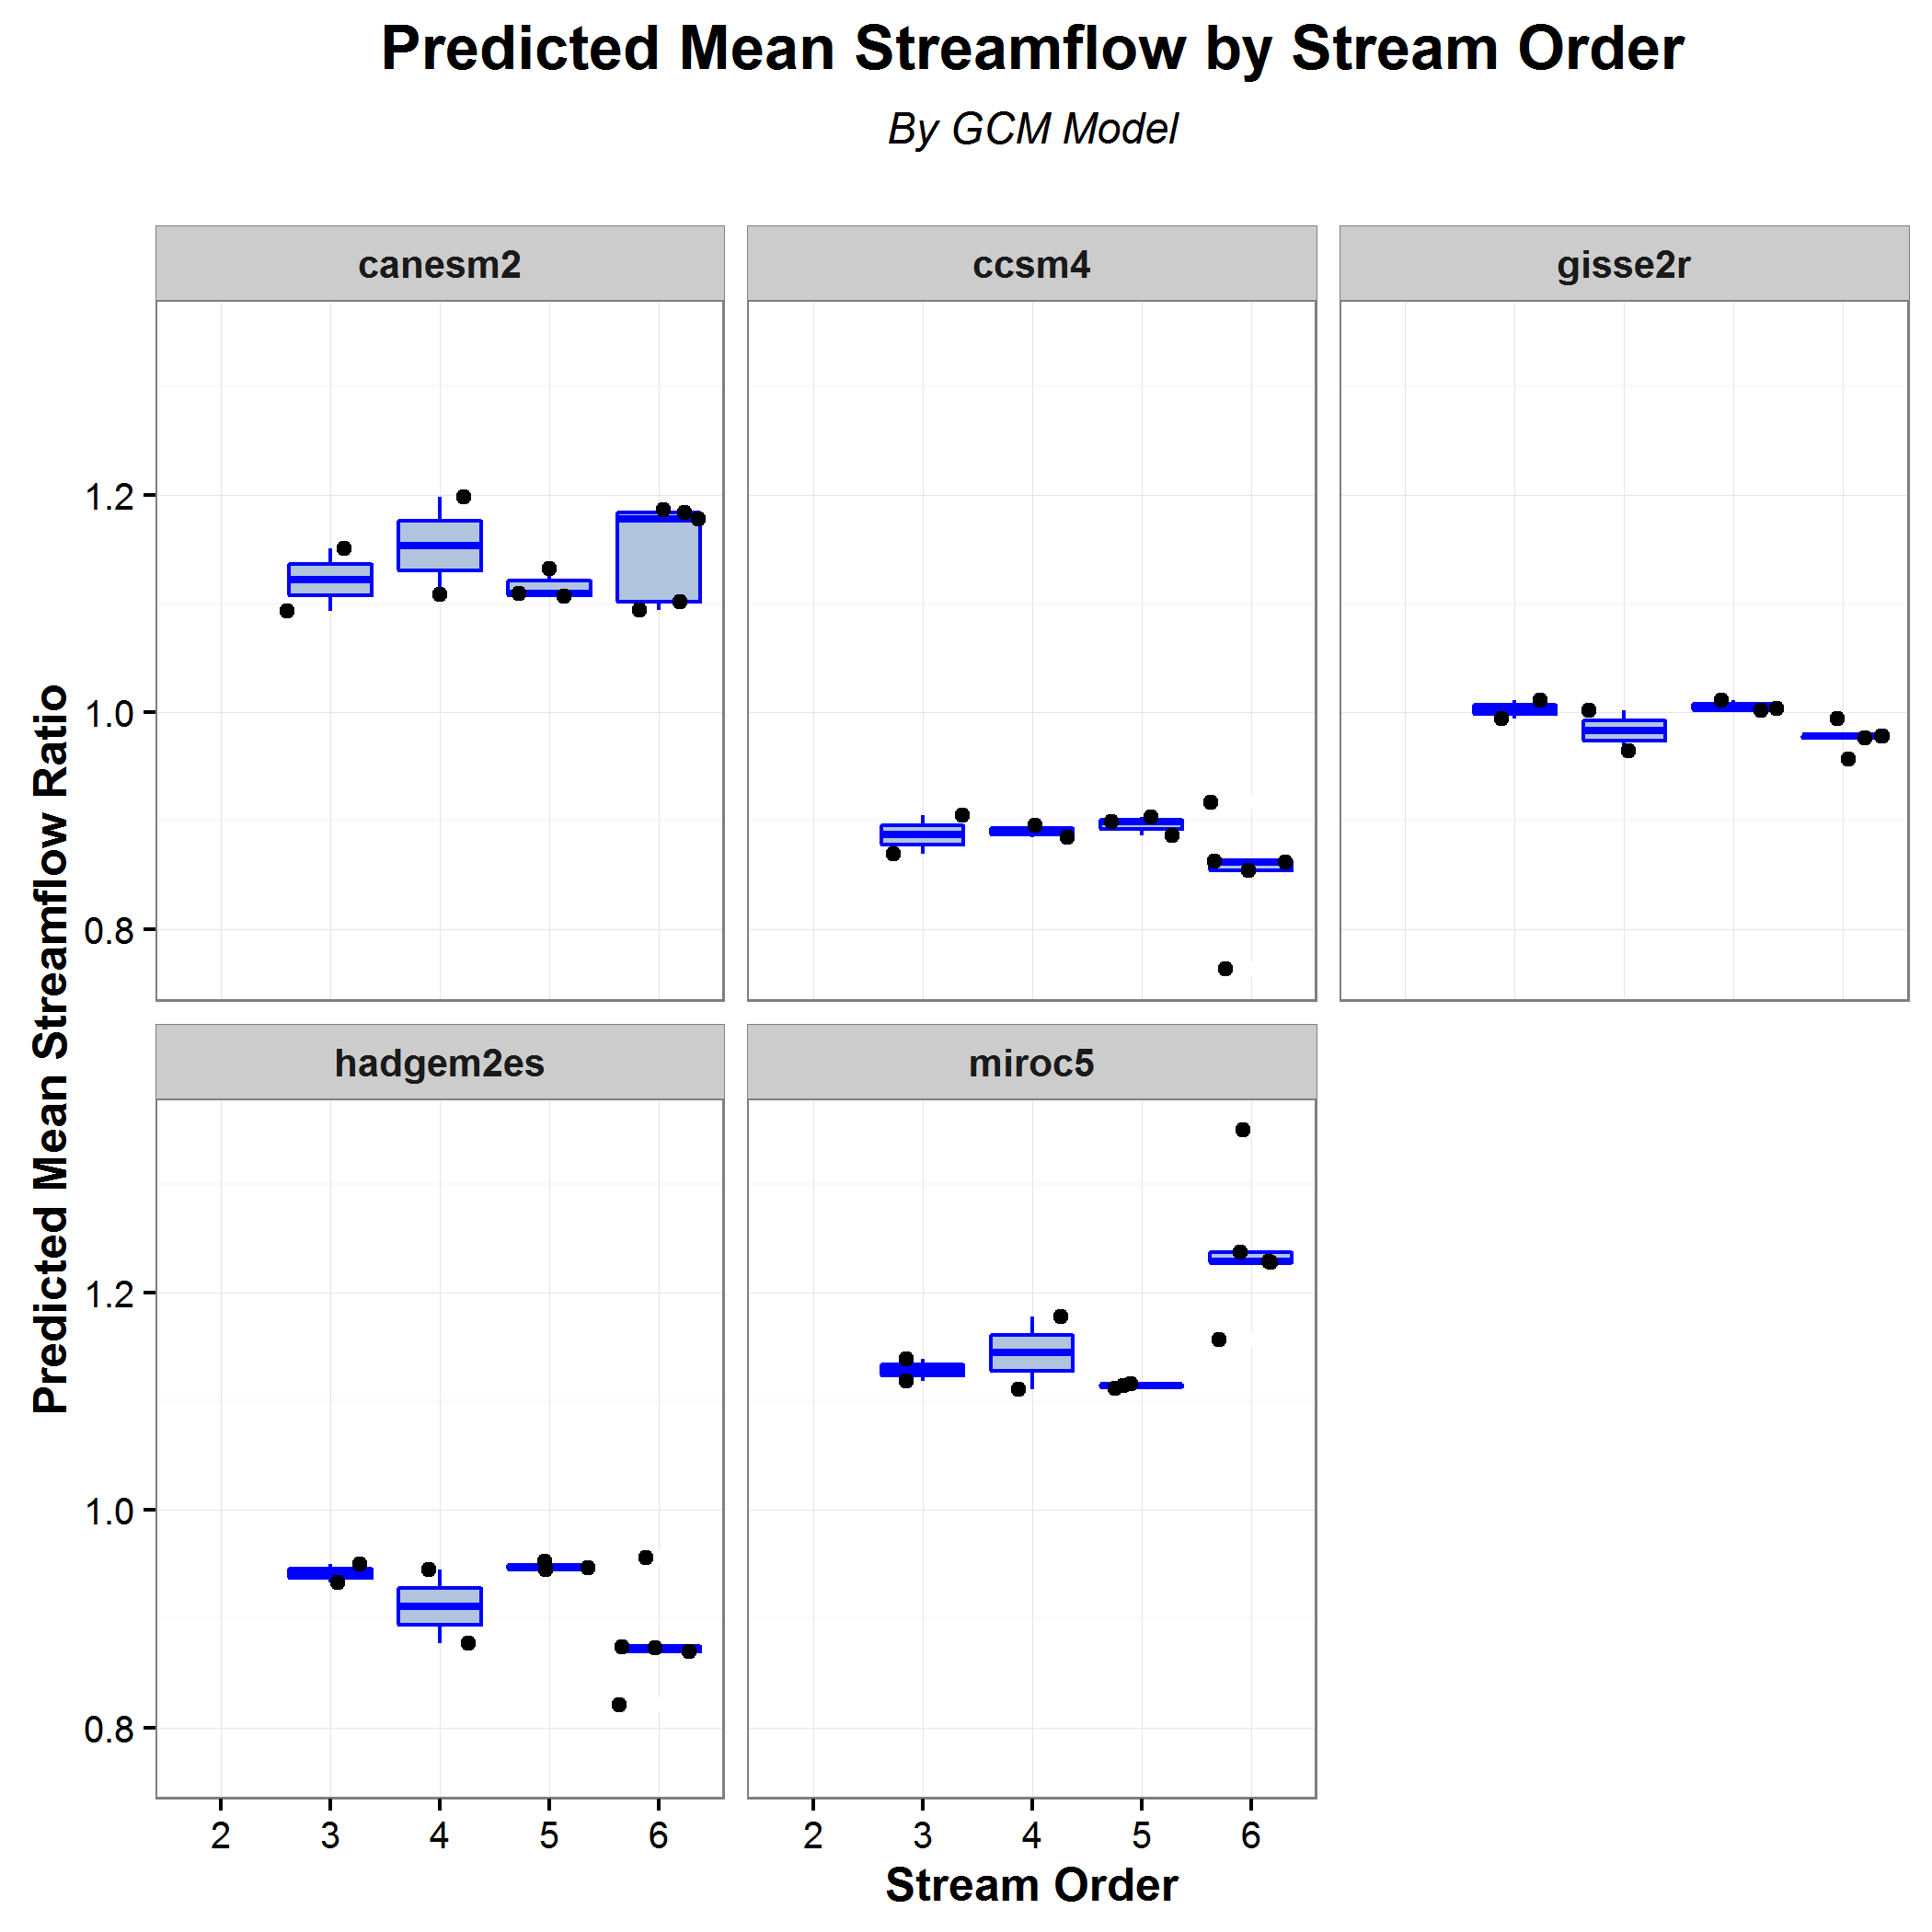 Predicted Mean Streamflow by Stream Order
By GCM Model
canesm2
ccsm4
gisse2r
1.2
1.0
0.8
hadgem2es
miroc5
1.2
1.0
0.8
Predicted Mean Streamflow Ratio
2 3 4 5 6
2 3 4 5 6
Stream Order